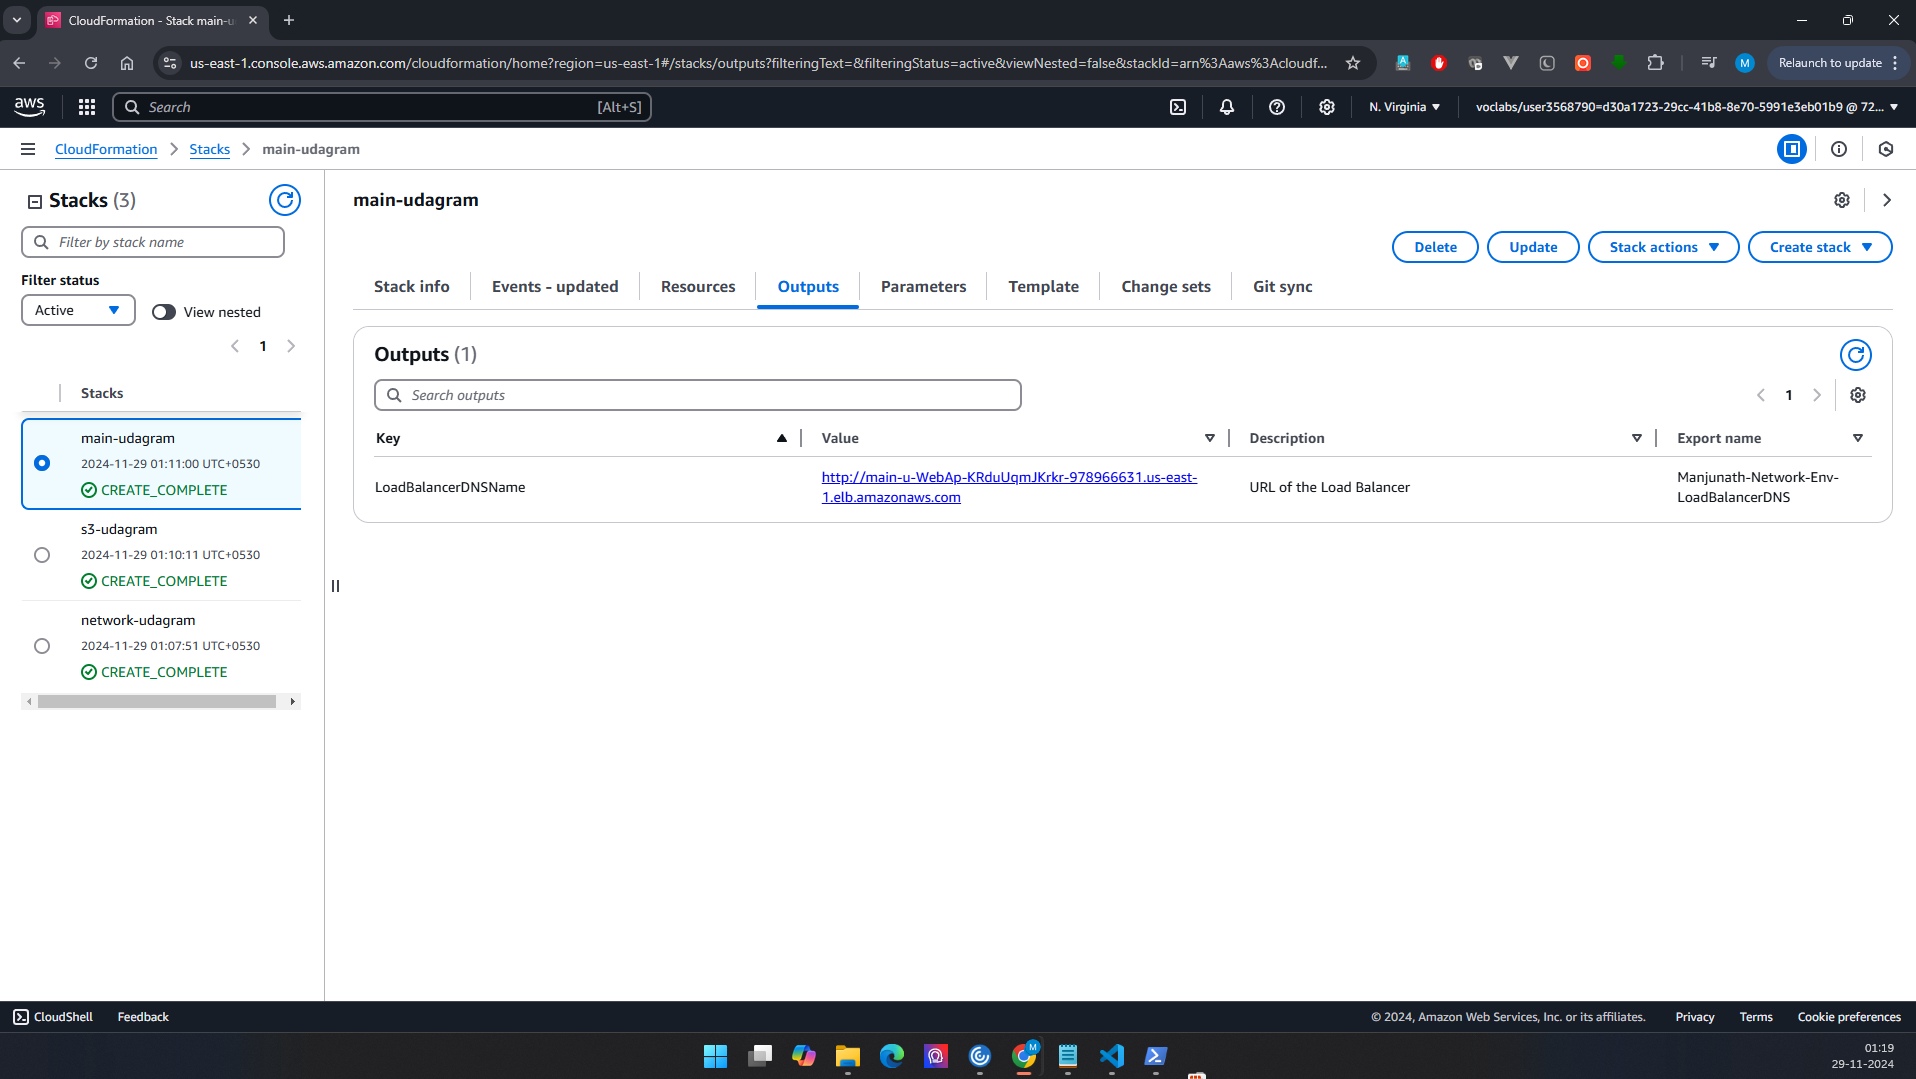 CloudFormation - Stack main-u
us-east-1.console.aws.amazon.com/cloudformation/home?region=us-east-1#/stacks/outputs?filteringText=&filteringStatus=active&viewNested=false&stackId=arn%3Aaws%3Acloudf...
M
Relaunch to update
aws
Search
[Alt+S]
N. Virginia
voclabs/user3568790=d30a1723-29cc-41b8-8e70-5991e3eb01b9 @ 72...
CloudFormation
Stacks
main-udagram
Stacks (3)
Filter by stack name
Filter status
Active
View nested
1
Stacks
main-udagram
2024-11-29 01:11:00 UTC+0530
CREATE_COMPLETE
s3-udagram
2024-11-29 01:10:11 UTC+0530
CREATE_COMPLETE
network-udagram
2024-11-29 01:07:51 UTC+0530
CREATE_COMPLETE
main-udagram
Delete
Update
Stack actions
Create stack
Stack info
Events - updated
Resources
Outputs
Parameters
Template
Change sets
Git sync
Outputs (1)
Search outputs
1
Key
Value
Description
Export name
LoadBalancerDNSName
http://main-u-WebAp-KRduUqmJKrkr-978966631.us-east-
1.elb.amazonaws.com
URL of the Load Balancer
Manjunath-Network-Env-
LoadBalancerDNS
CloudShell
Feedback
© 2024, Amazon Web Services, Inc. or its affiliates.
Privacy
Terms
Cookie preferences
M
01:19
29-11-2024